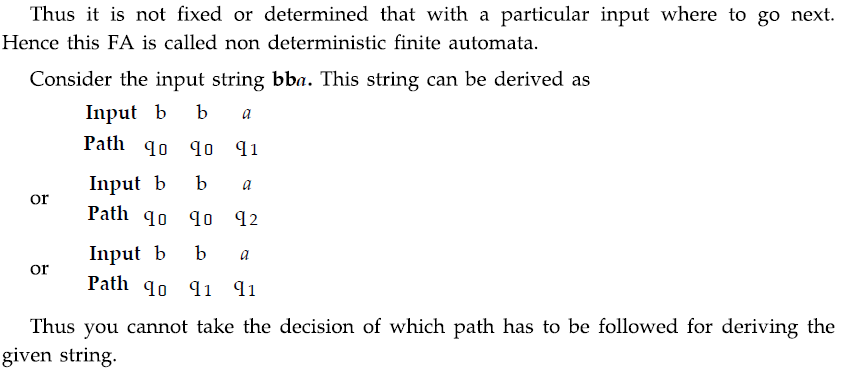 Thus it is not fixed or determined that with a particular input where to go next.
Hence this FA is called non deterministic finite automata.
Consider the input string bba. This string can be derived as
Input b b a
Path q0 q0 q1
or
Input b b a
Path q0 q0 q2
or
Input b b a
Path q0 q1 q1
Thus you cannot take the decision of which path has to be followed for deriving the
given string.